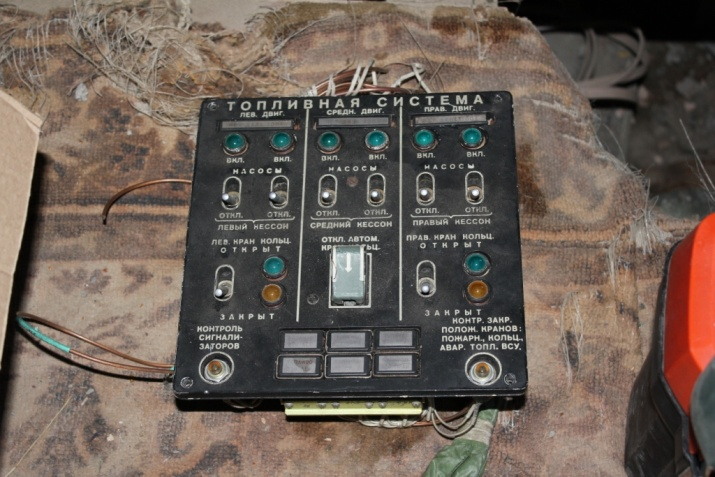 ТОПЛИВНАЯ СИСТЕМА
ЛЕВ. ДВИГ. СРЕДН. ДВИГ. ПРАВ. ДВИГ.
ВКЛ. ВКЛ. ВКЛ. ВКЛ. ВКЛ. ВКЛ.
НАСОСЫ НАСОСЫ НАСОСЫ
ОТКЛ. ОТКЛ. ОТКЛ. ОТКЛ. ОТКЛ. ОТКЛ.
ЛЕВЫЙ КЕССОН СРЕДНИЙ КЕССОН ПРАВЫЙ КЕССОН
ЛЕВ. КРАН КОЛЬЦ.
ОТКРЫТ
ЗАКРЫТ
ОТКЛ. АВТОМ.
ПРАВ. КРАН КОЛЬЦ.
ОТКРЫТ
ЗАКРЫТ
КОНТРОЛЬ
СИГНАЛИ-
ЗАТОРОВ
КОНТР. ЗАКР.
ПОЛОЖ. КРАНОВ:
ПОЖАРН., КОЛЬЦ.,
АВАР. ТОПЛ. ВСУ.